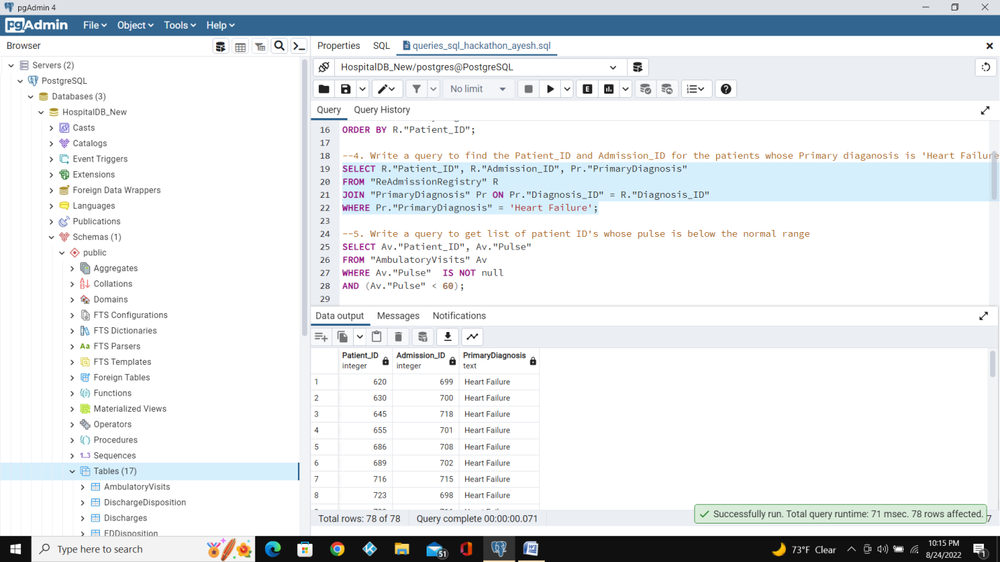 pgAdmin 4
pgAdmin
File
Object
Tools
Help
Browser
Properties
SQL
queries_sql_hackathon_ayesh.sql
Servers (2)
PostgreSQL
Databases (3)
HospitalDB_New
Casts
Catalogs
Event Triggers
Extensions
Foreign Data Wrappers
Languages
Publications
Schemas (1)
public
Aggregates
Collations
Domains
FTS Configurations
FTS Dictionaries
Aa FTS Parsers
FTS Templates
Foreign Tables
Functions
Materialized Views
Operators
Procedures
1..3 Sequences
Tables (17)
AmbulatoryVisits
DischargeDisposition
Discharges
EDDisposition
HospitalDB_New/postgres@PostgreSQL
No limit
E
Query
Query History
16 ORDER BY R."Patient_ID";
17
18 --4. Write a query to find the Patient_ID and Admission_ID for the patients whose Primary diaganosis is 'Heart Failure
19 SELECT R."Patient_ID", R."Admission_ID", Pr."PrimaryDiagnosis"
20 FROM "ReAdmissionRegistry" R
21 JOIN "PrimaryDiagnosis" Pr ON Pr."Diagnosis_ID" = R."Diagnosis_ID"
22 WHERE Pr."PrimaryDiagnosis" = 'Heart Failure';
23
24 --5. Write a query to get list of patient ID's whose pulse is below the normal range
25 SELECT Av."Patient_ID", Av."Pulse"
26 FROM "AmbulatoryVisits" Av
27 WHERE Av."Pulse"  IS NOT null
28 AND (Av."Pulse" < 60);
29
Data output
Messages
Notifications
Patient_ID integer
Admission_ID integer
PrimaryDiagnosis text
1 620 699 Heart Failure
2 630 700 Heart Failure
3 645 718 Heart Failure
4 655 701 Heart Failure
5 686 708 Heart Failure
6 689 702 Heart Failure
7 716 715 Heart Failure
8 723 698 Heart Failure
Total rows: 78 of 78
Query complete 00:00:00.071
Successfully run. Total query runtime: 71 msec. 78 rows affected.
7
Type here to search
51
73°F Clear
10:15 PM
8/24/2022
1